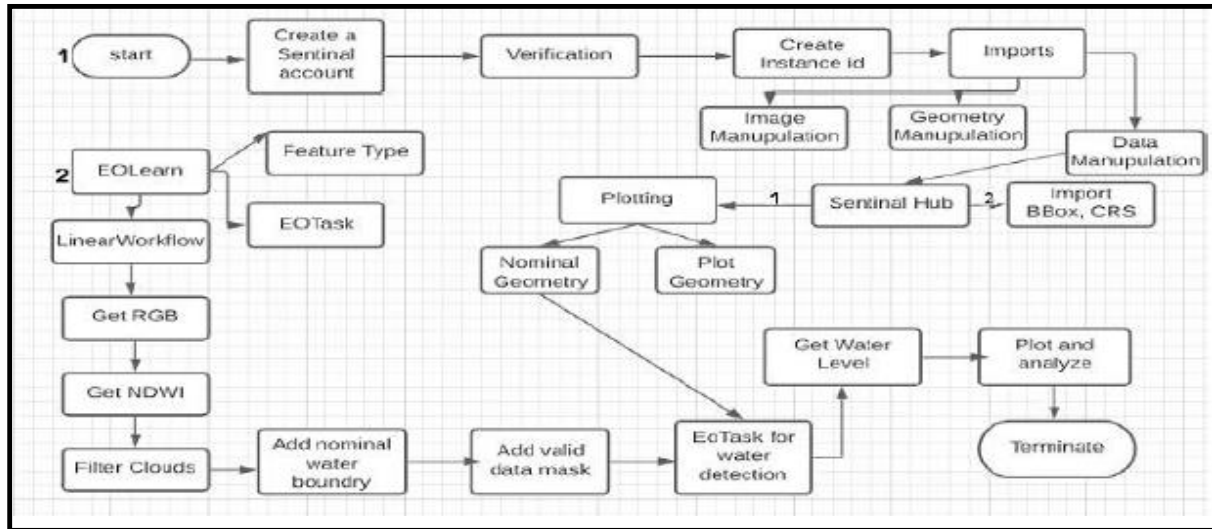 1
start
Create a
Sentinal
account
Verification
Create
Instance id
Imports
Image
Manupulation
Geometry
Manupulation
Data
Manupulation
2
EOLearn
Feature Type
EOTask
LinearWorkflow
Plotting
1
Sentinal Hub
2
Import
BBox, CRS
Nominal
Geometry
Plot
Geometry
Get RGB
Get NDWI
Filter Clouds
Add nominal
water
boundry
Add valid
data mask
EoTask for
water
detection
Get Water
Level
Plot and
analyze
Terminate